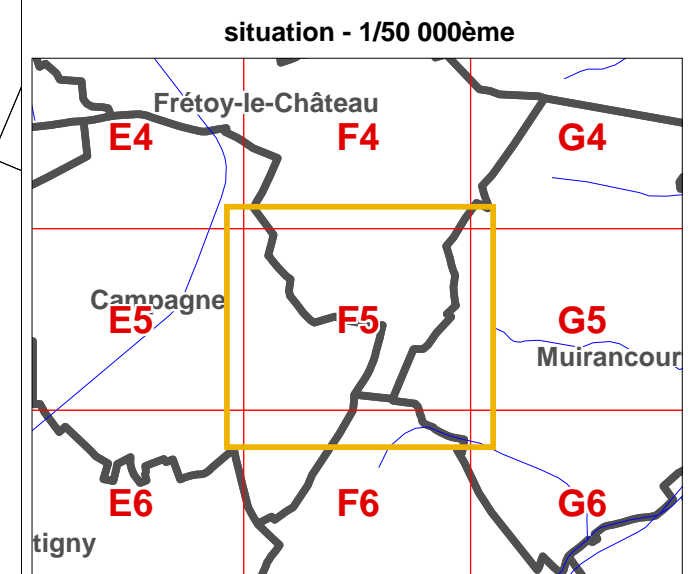 situation - 1/50 000ème
Frétoy-le-Château
E4
F4
G4
Campagne
E5
F5
G5
Muirancour
E6
F6
G6
tigny